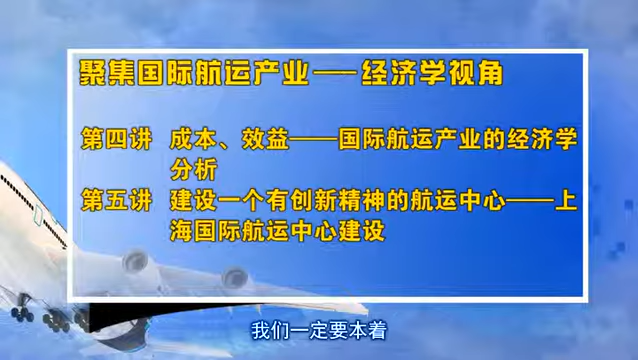 聚集国际航运产业——经济学视角
第四讲 成本、效益——国际航运产业的经济学
分析
第五讲 建设一个有创新精神的航运中心——上
海国际航运中心建设
我们一定要本着